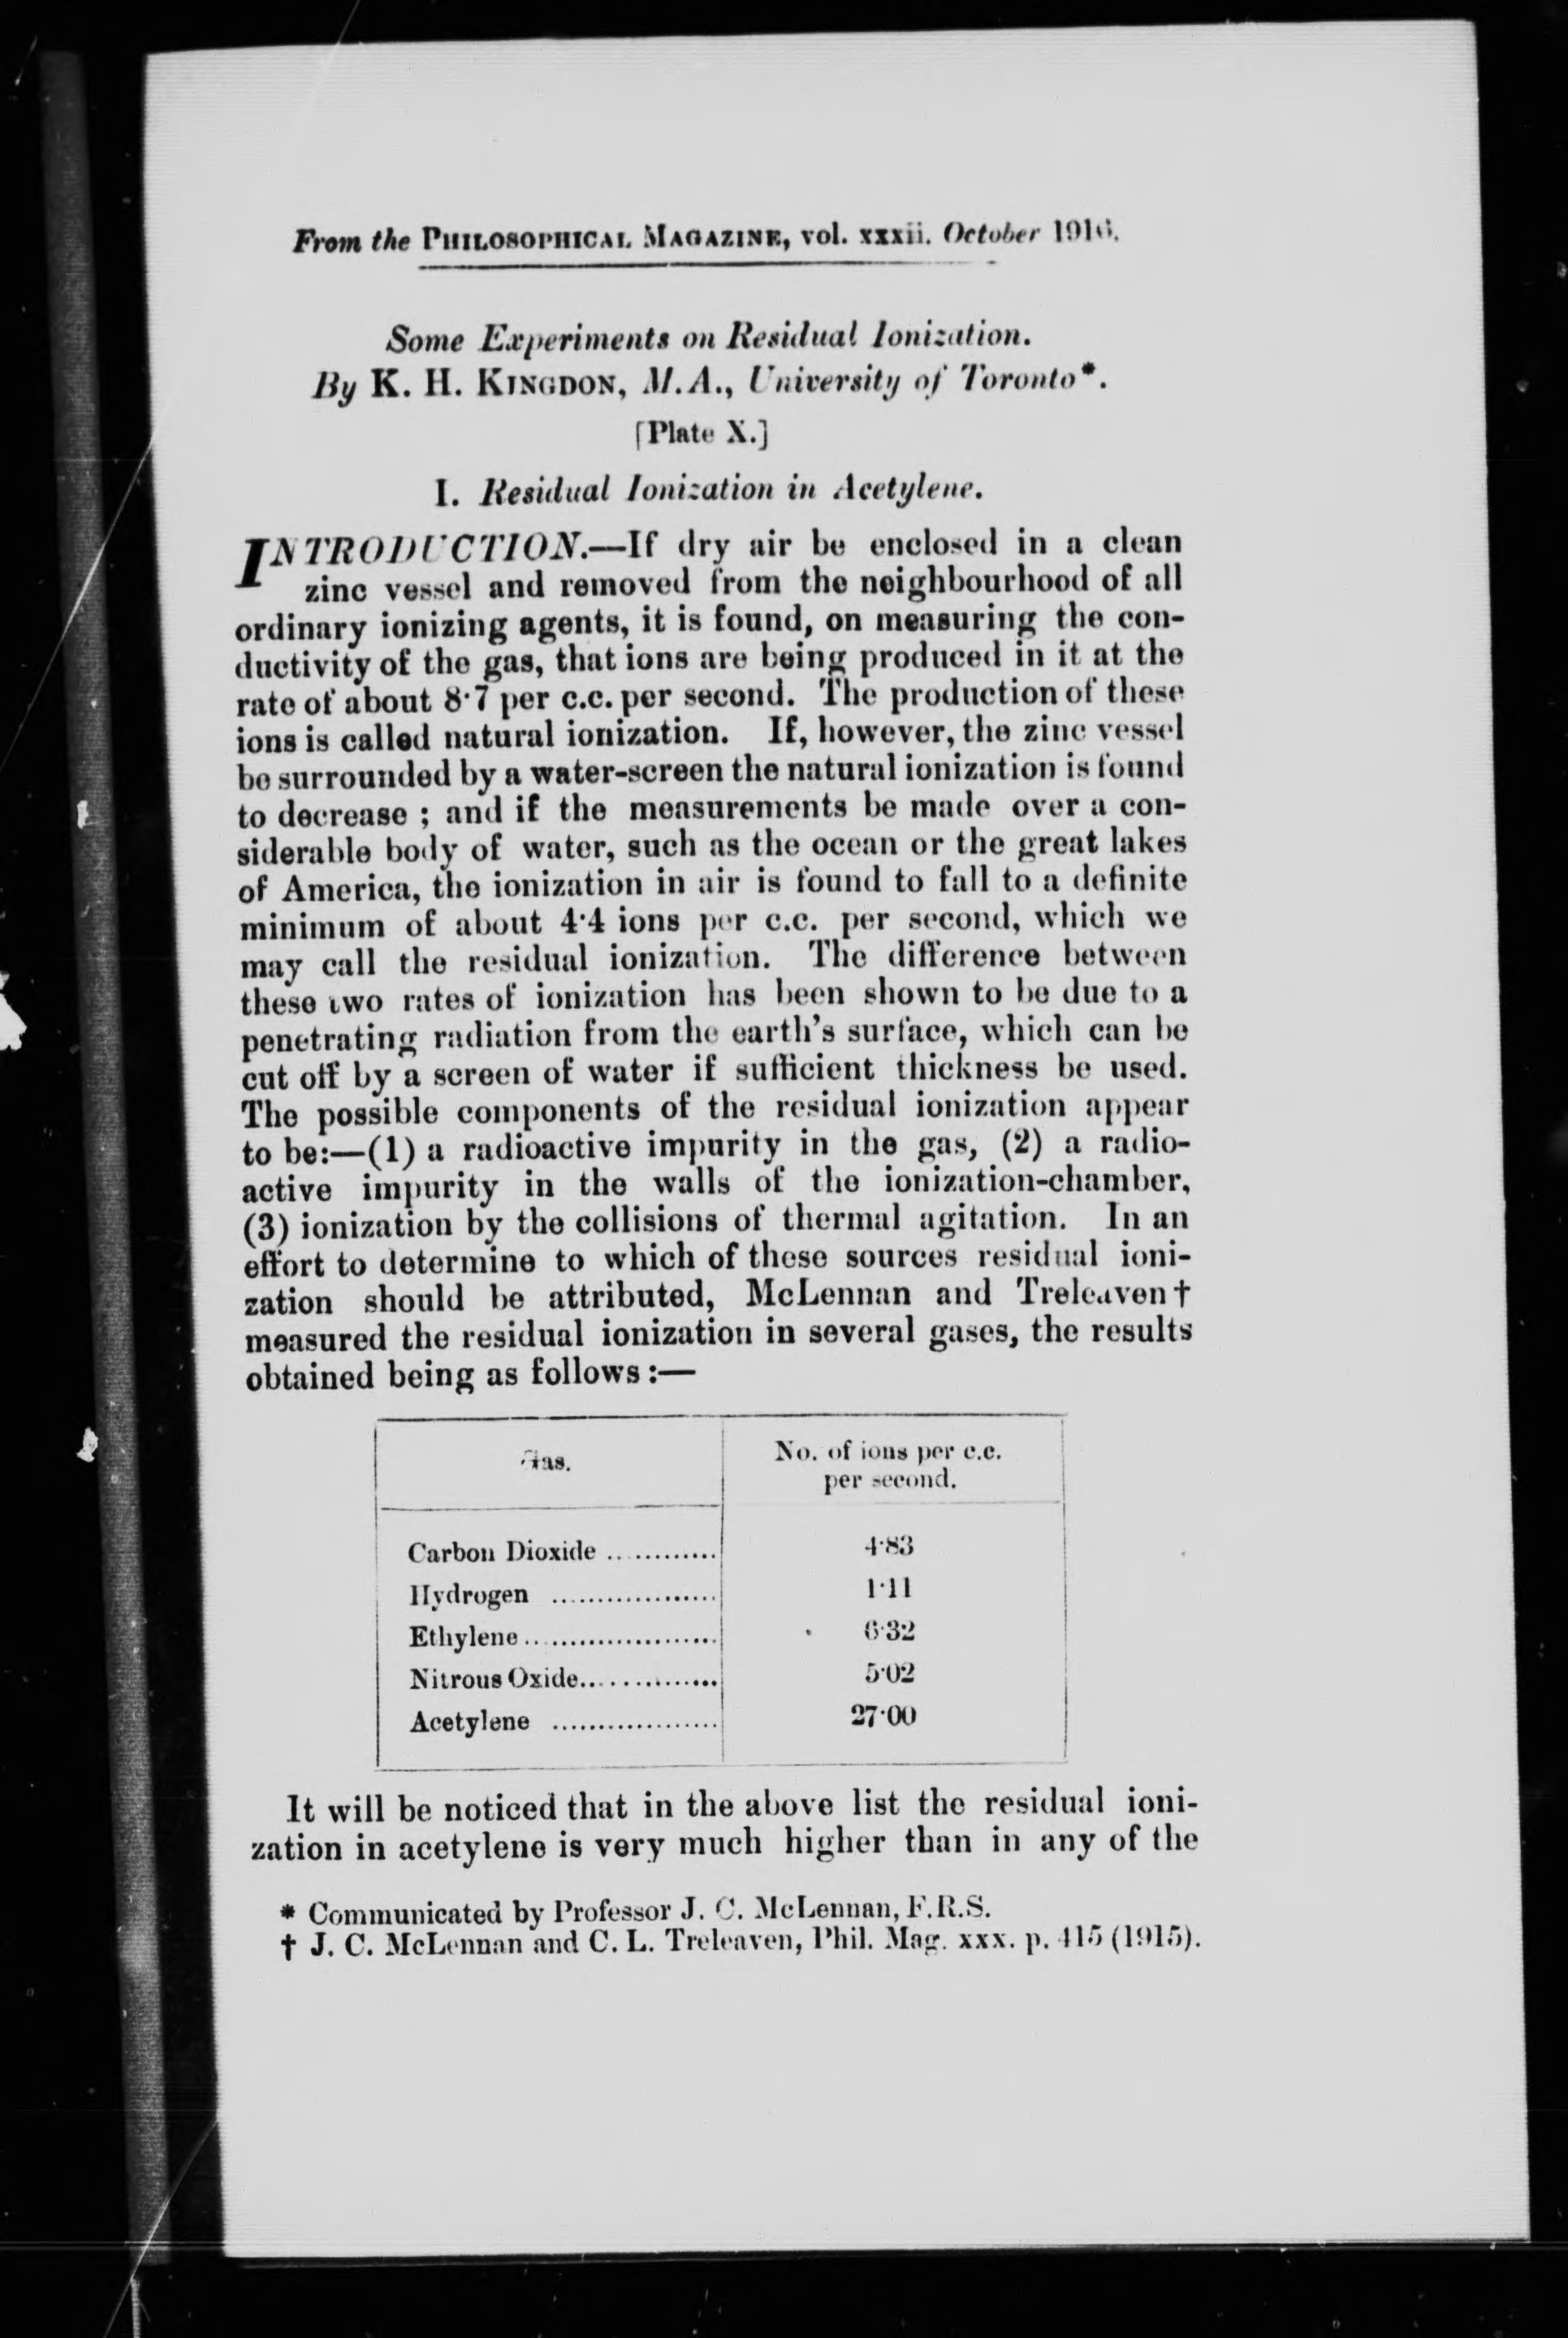 From the PHILOSOPHICAL MAGAZINE, vol. xxxii. October 1916.
Some Experiments on Residual Ionization.
By K. H. KINGDON, M.A., University of Toronto*.
[Plate X.]
I. Residual Ionization in Acetylene.
INTRODUCTION.—If dry air be enclosed in a clean
zinc vessel and removed from the neighbourhood of all
ordinary ionizing agents, it is found, on measuring the con-
ductivity of the gas, that ions are being produced in it at the
rate of about 8·7 per c.c. per second. The production of these
ions is called natural ionization. If, however, the zinc vessel
be surrounded by a water-screen the natural ionization is found
to decrease ; and if the measurements be made over a con-
siderable body of water, such as the ocean or the great lakes
of America, the ionization in air is found to fall to a definite
minimum of about 4·4 ions per c.c. per second, which we
may call the residual ionization. The difference between
these two rates of ionization has been shown to be due to a
penetrating radiation from the earth's surface, which can be
cut off by a screen of water if sufficient thickness be used.
The possible components of the residual ionization appear
to be:—(1) a radioactive impurity in the gas, (2) a radio-
active impurity in the walls of the ionization-chamber,
(3) ionization by the collisions of thermal agitation. In an
effort to determine to which of these sources residual ioni-
zation should be attributed, McLennan and Treleaven †
measured the residual ionization in several gases, the results
obtained being as follows :—
Gas. No. of ions per c.c.
per second.
Carbon Dioxide ............ 4·83
Hydrogen .................. 1·11
Ethylene ..................... 6·32
Nitrous Oxide............... 5·02
Acetylene .................. 27·00
It will be noticed that in the above list the residual ioni-
zation in acetylene is very much higher than in any of the
* Communicated by Professor J. C. McLennan, F.R.S.
† J. C. McLennan and C. L. Treleaven, Phil. Mag. xxx. p. 415 (1915).